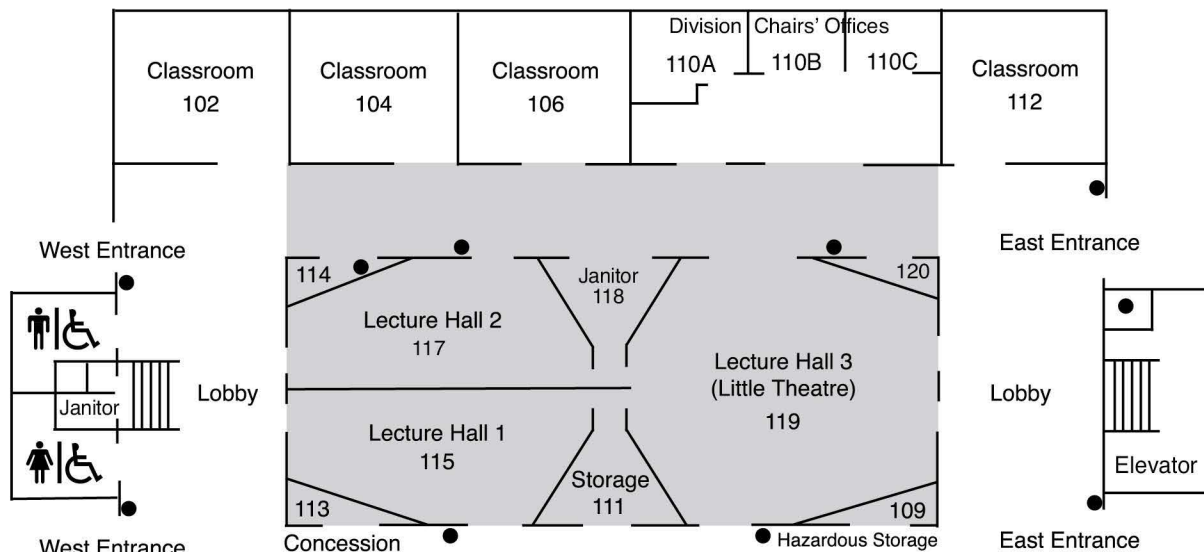 Division Chairs' Offices
Classroom
102
Classroom
104
Classroom
106
110A
110B
110C
Classroom
112
West Entrance
East Entrance
114
Janitor
118
120
Lecture Hall 2
117
Lecture Hall 3
(Little Theatre)
119
Lobby
Janitor
Lobby
Lecture Hall 1
115
Storage
111
Elevator
113
109
West Entrance
Concession
Hazardous Storage
East Entrance